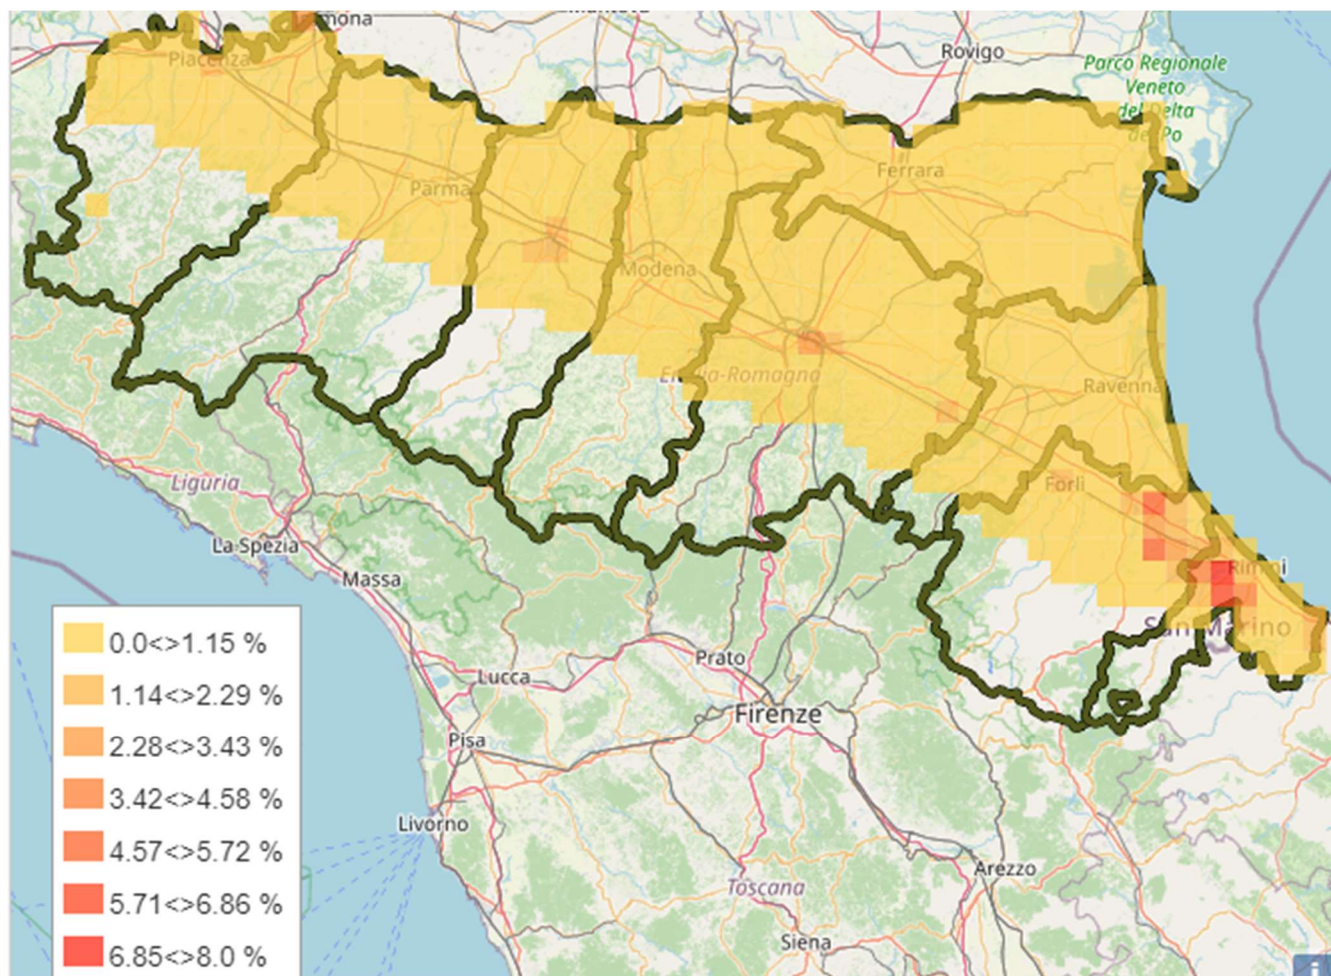 mona
Rovigo
Piacenza
Parco Regionale
Veneto
del Delta
del Po
Ferrara
Parma
Modena
Emilia-Romagna
Ravenna
Liguria
Forlì
La Spezia
Rimini
Massa
San Marino
Prato
Lucca
Firenze
Pisa
Livorno
Arezzo
Toscana
Siena
0.0<>1.15 %
1.14<>2.29 %
2.28<>3.43 %
3.42<>4.58 %
4.57<>5.72 %
5.71<>6.86 %
6.85<>8.0 %
i